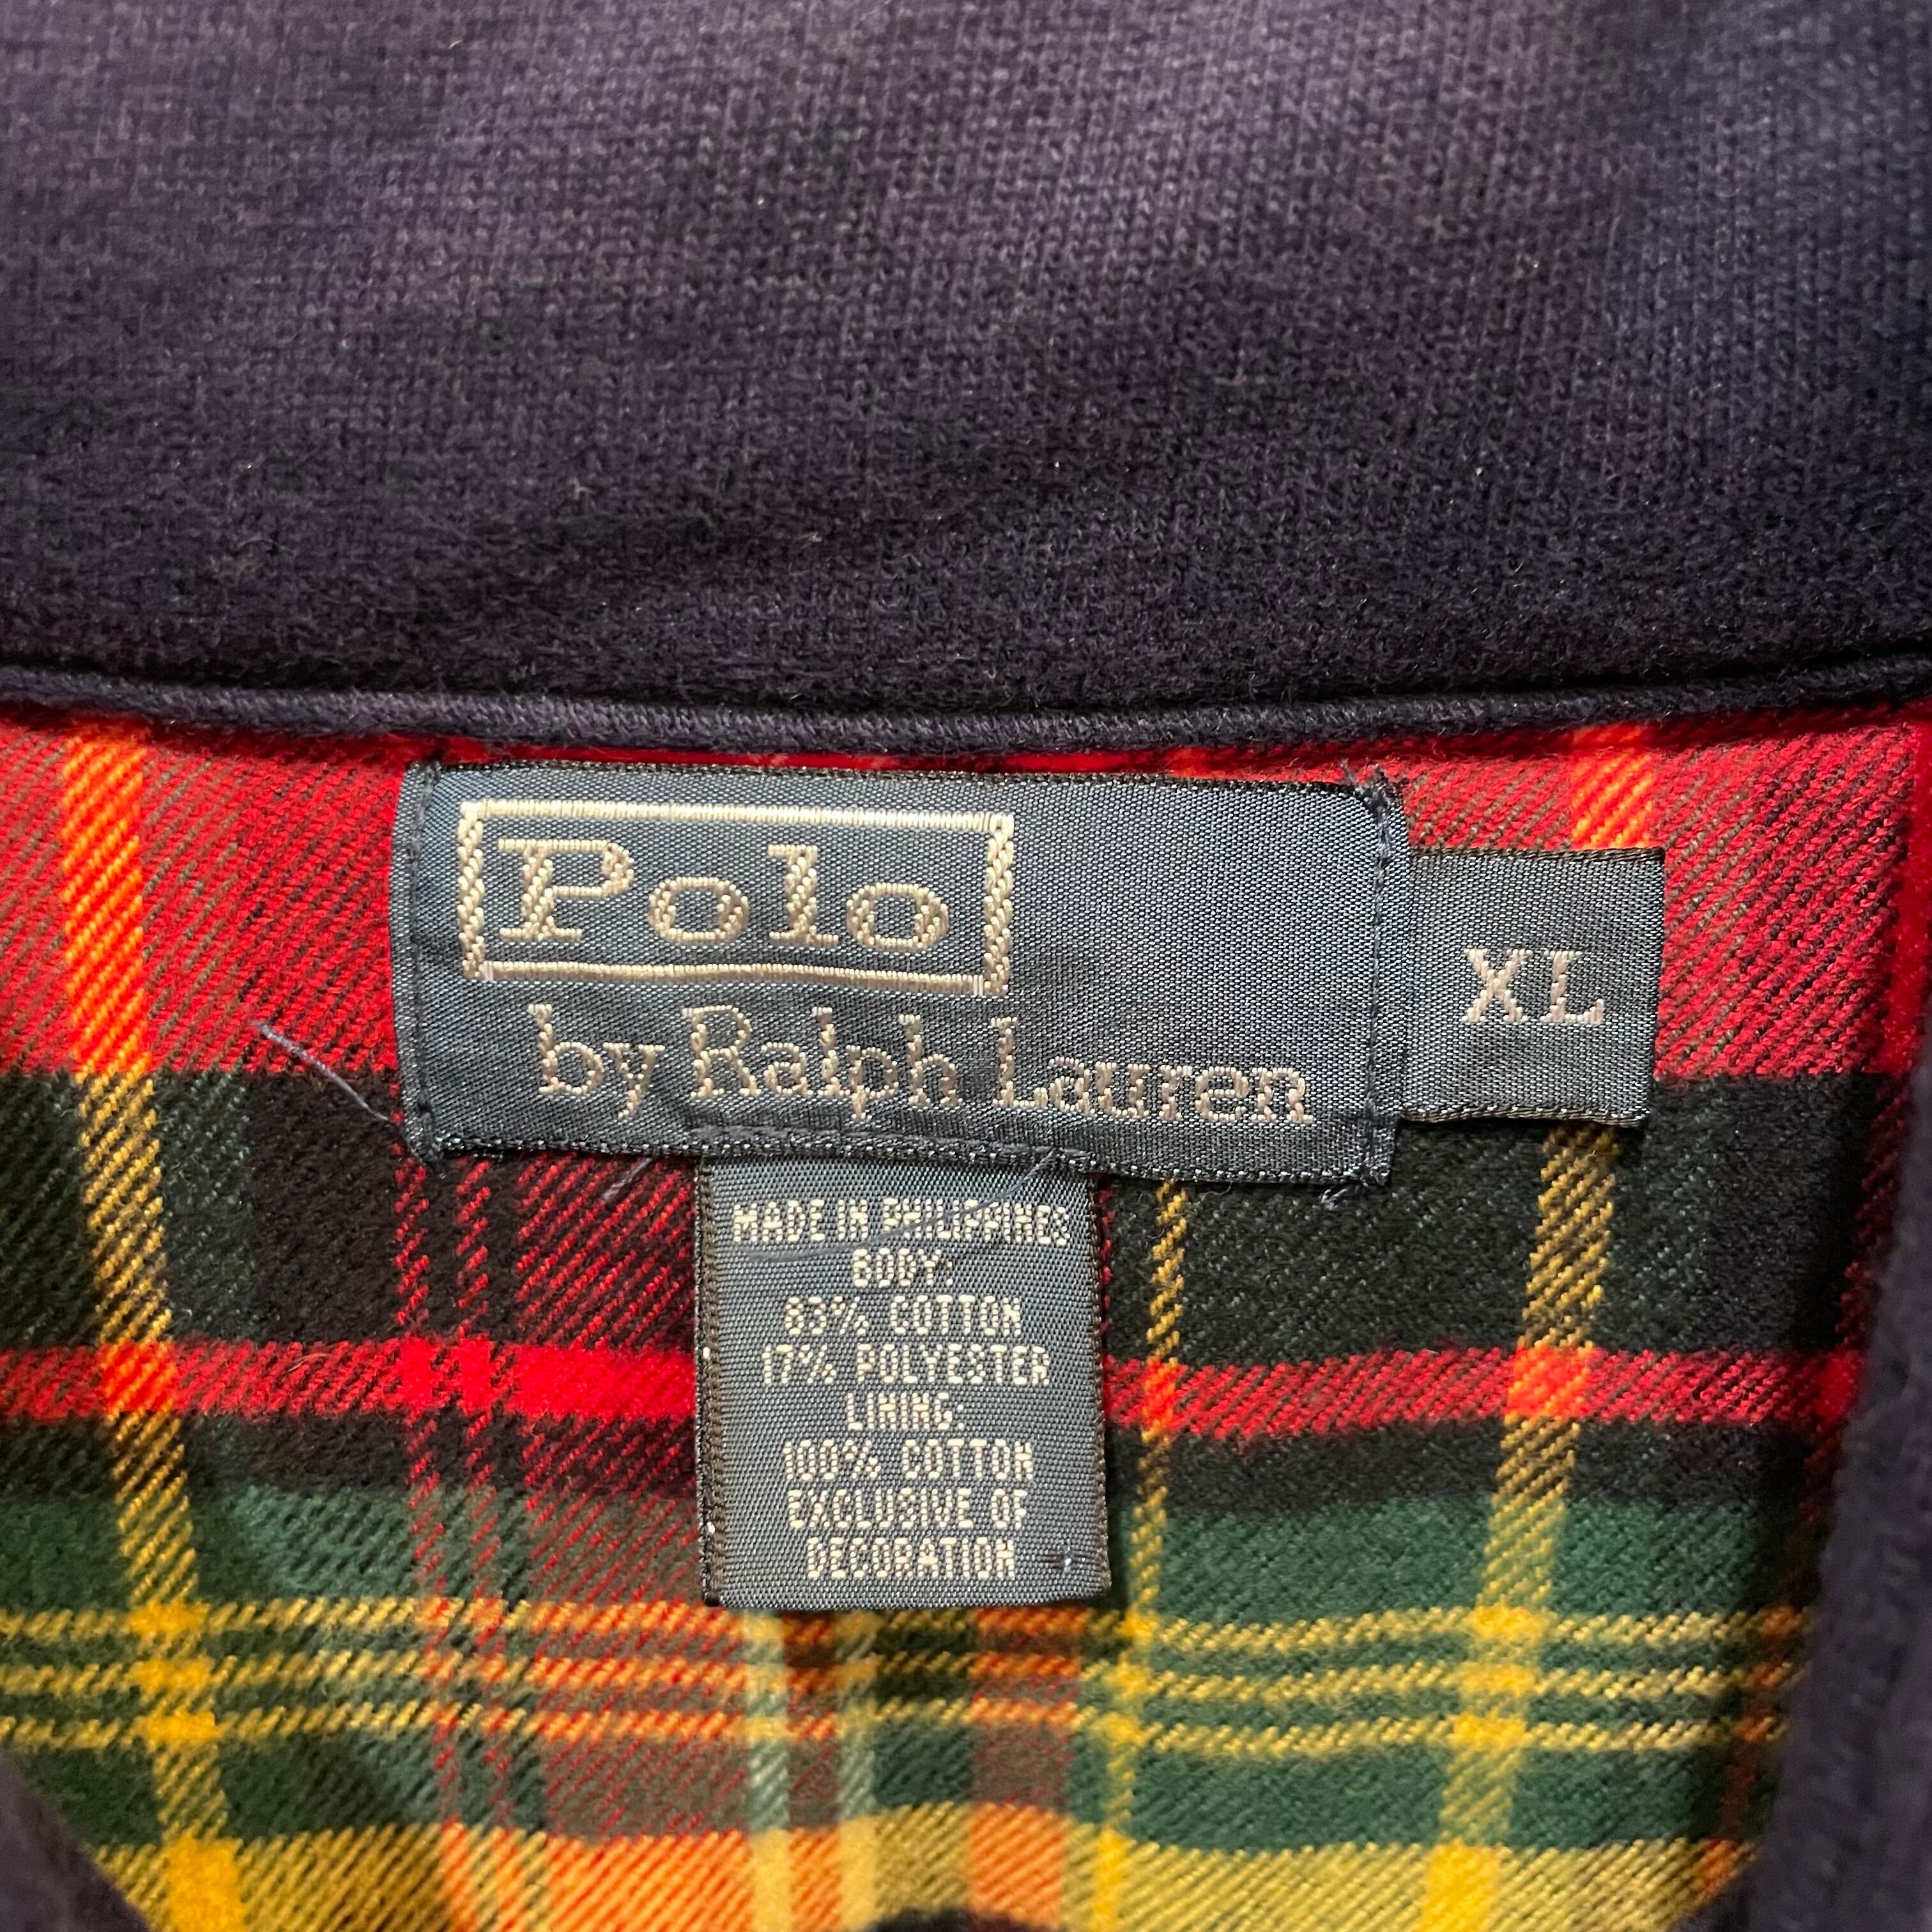 Polo
by Ralph Lauren
XL
MADE IN PHILIPPINES
BODY:
83% COTTON
17% POLYESTER
LINING:
100% COTTON
EXCLUSIVE OF
DECORATION